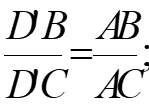 D'B/D'C = AB/AC;